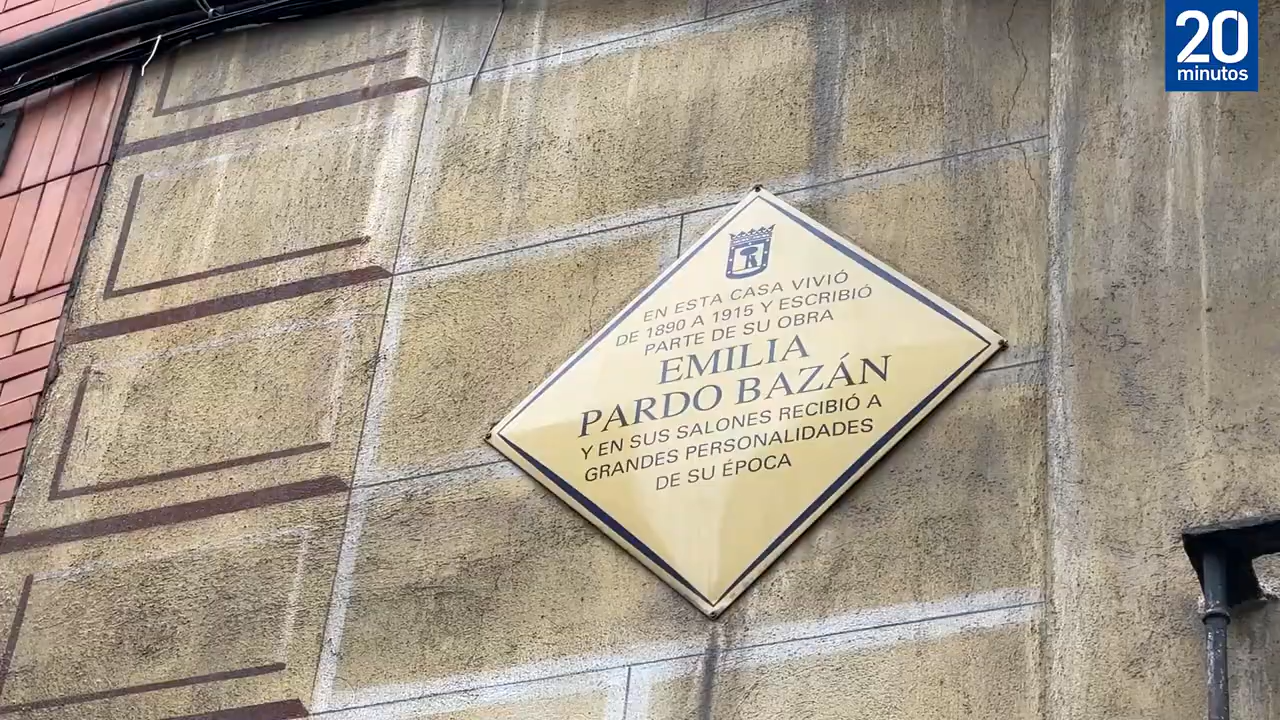 20
minutos
EN ESTA CASA VIVIÓ
DE 1890 A 1915 Y ESCRIBIÓ
PARTE DE SU OBRA
EMILIA
PARDO BAZÁN
Y EN SUS SALONES RECIBIÓ A
GRANDES PERSONALIDADES
DE SU ÉPOCA